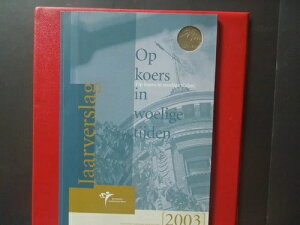 Op
koers
in
woelige
tijden
Jaarverslag
2003